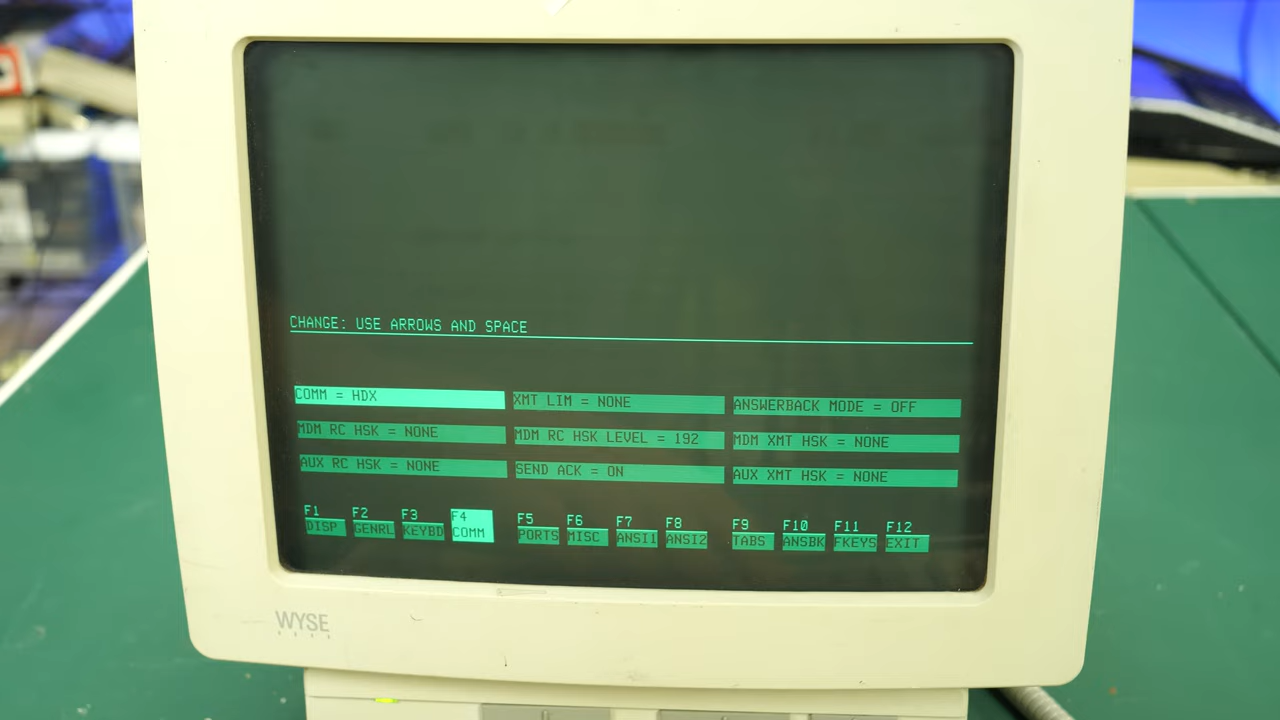 CHANGE: USE ARROWS AND SPACE
COMM = HDX XMT LIM = NONE ANSWERBACK MODE = OFF
MDM RC HSK = NONE MDM RC HSK LEVEL = 192 MDM XMT HSK = NONE
AUX RC HSK = NONE SEND ACK = ON AUX XMT HSK = NONE
F1 F2 F3 F4 F5 F6 F7 F8 F9 F10 F11 F12
DISP GENRL KEYBD COMM PORTS MISC ANSI1 ANSI2 TABS ANSBK FKEYS EXIT
WYSE